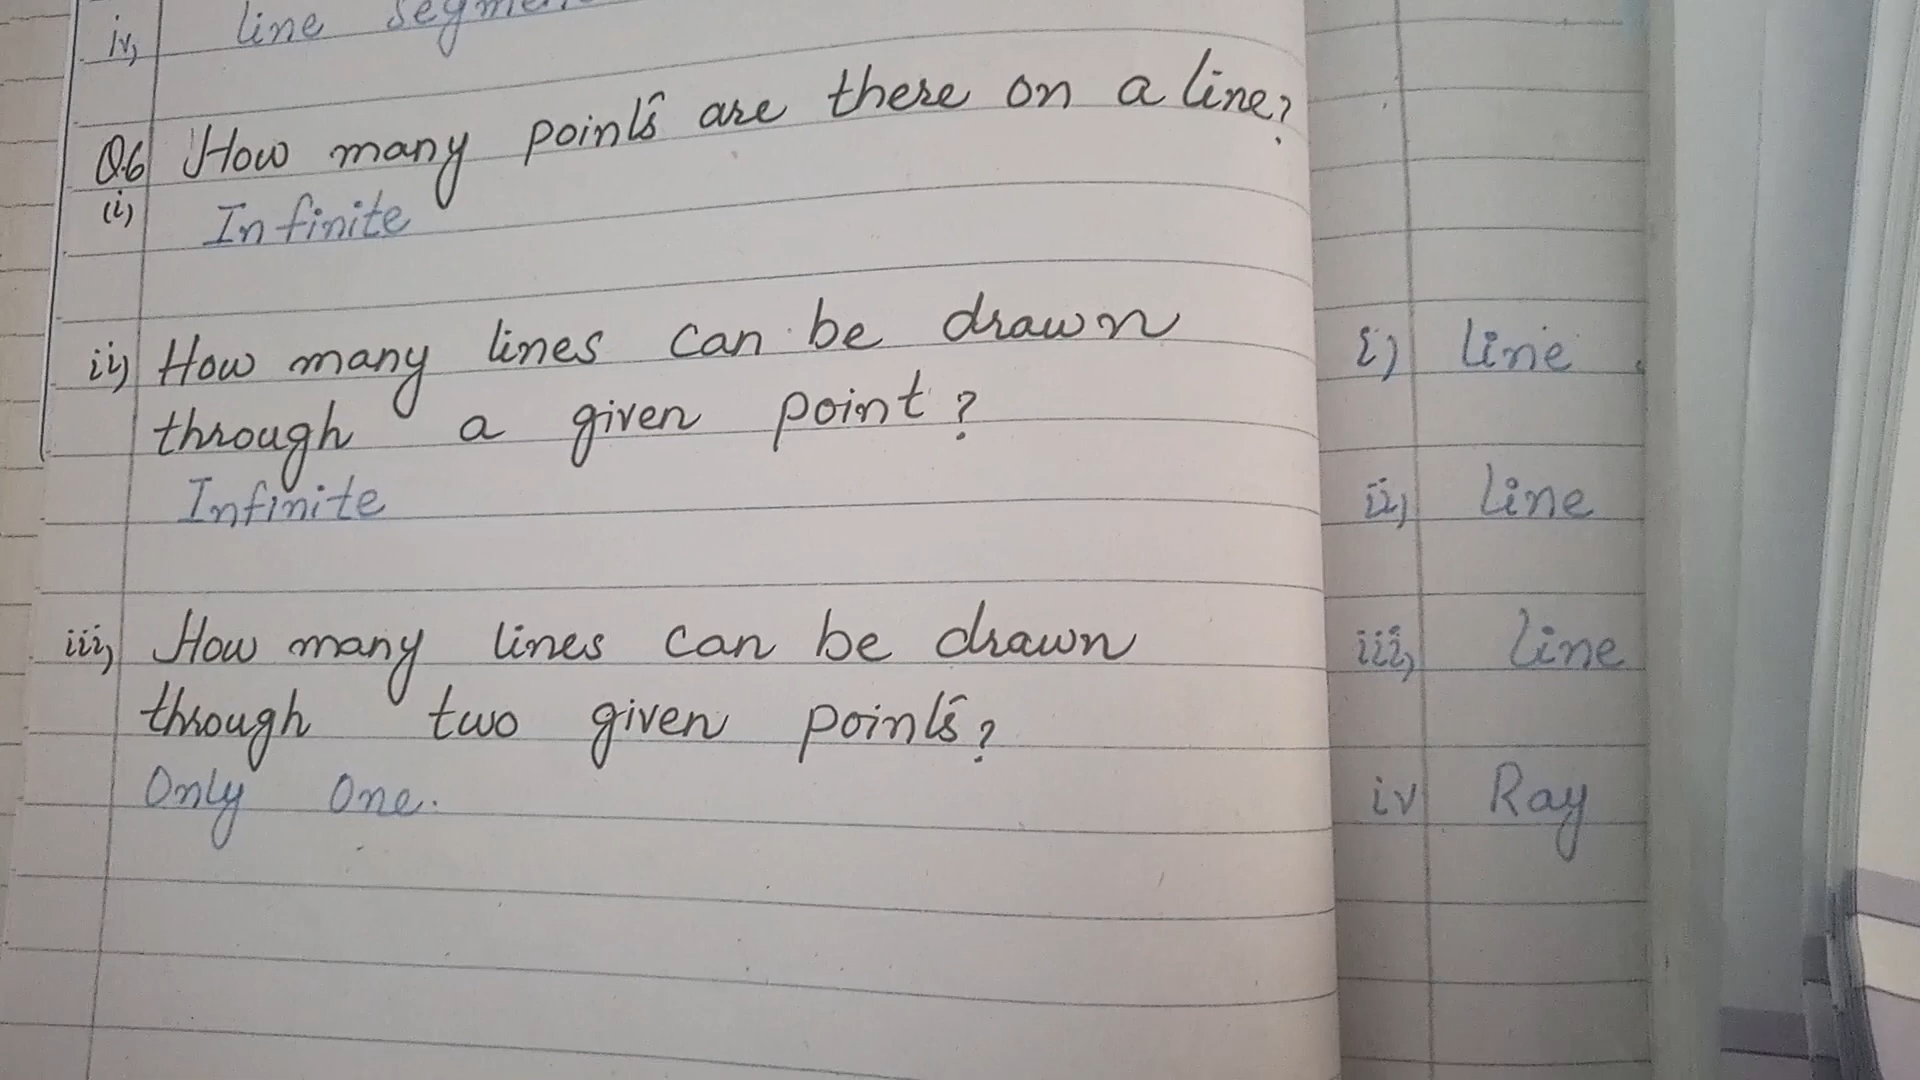 iv) line segment
Q6 How many points are there on a line?
(i) Infinite
ii) How many lines can be drawn
through a given point?
Infinite
iii) How many lines can be drawn
through two given points?
Only one.
i) line
ii) line
iii) line
iv Ray